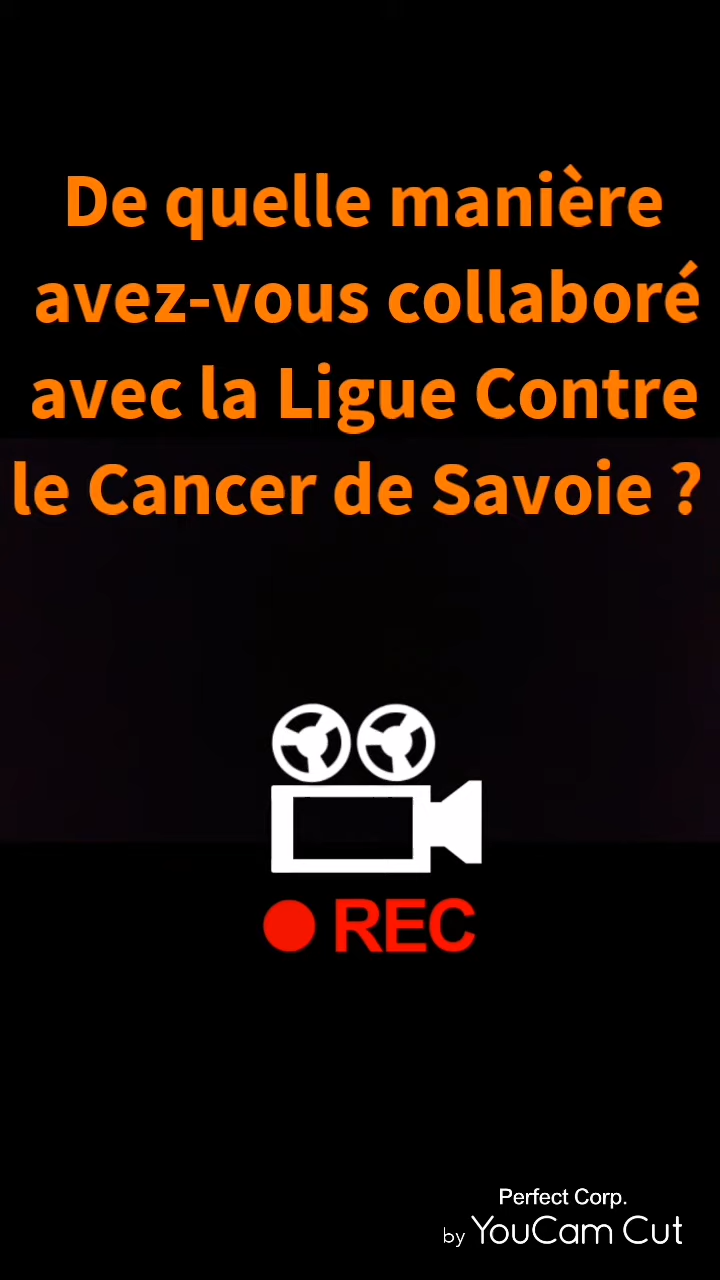 De quelle manière
avez-vous collaboré
avec la Ligue Contre
le Cancer de Savoie ?
REC
Perfect Corp.
by YouCam Cut